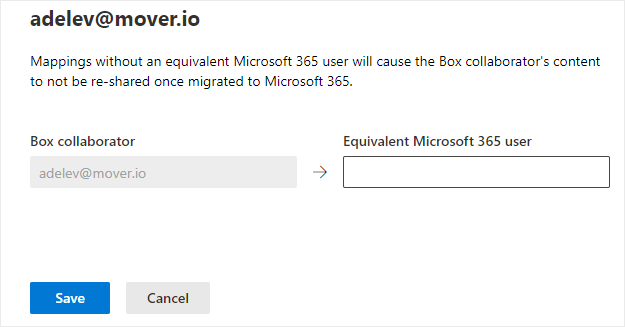 adelev@mover.io
Mappings without an equivalent Microsoft 365 user will cause the Box collaborator's content
to not be re-shared once migrated to Microsoft 365.
Box collaborator
Equivalent Microsoft 365 user
adelev@mover.io
Save
Cancel